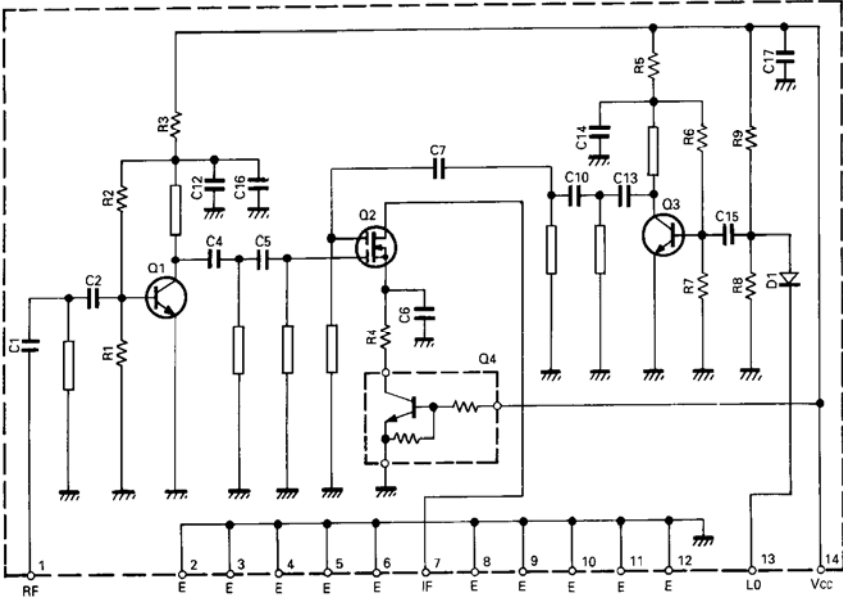 R3
R5
C17
C14
R6
R9
R2
C12
C16
C7
C10
C13
Q2
Q3
C15
C4
C5
Q1
C2
R7
R8
D1
C1
R1
R4
C6
Q4
1
2
3
4
5
6
7
8
9
10
11
12
13
14
RF
E
E
E
E
E
IF
E
E
E
E
E
LO
Vcc